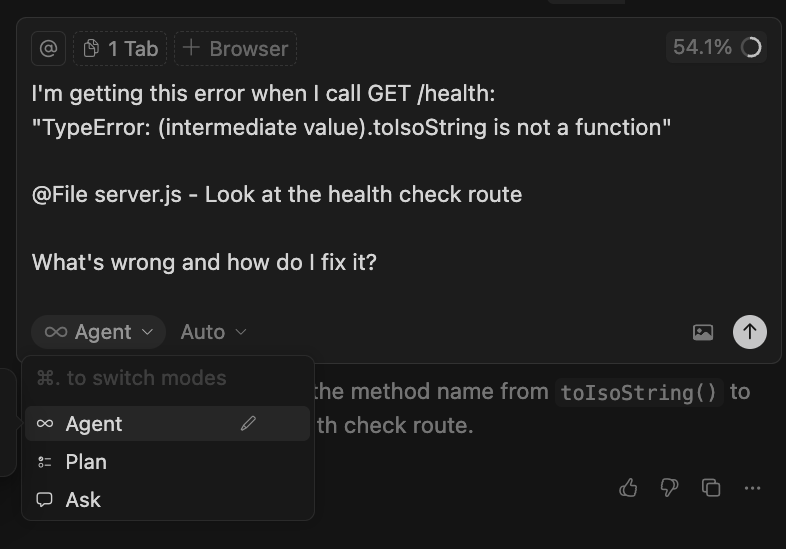 @ 1 Tab + Browser 54.1%
I'm getting this error when I call GET /health:
"TypeError: (intermediate value).toIsoString is not a function"
@File server.js - Look at the health check route
What's wrong and how do I fix it?
Agent Auto
⌘. to switch modes
the method name from toIsoString() to
Agent
th check route.
Plan
Ask